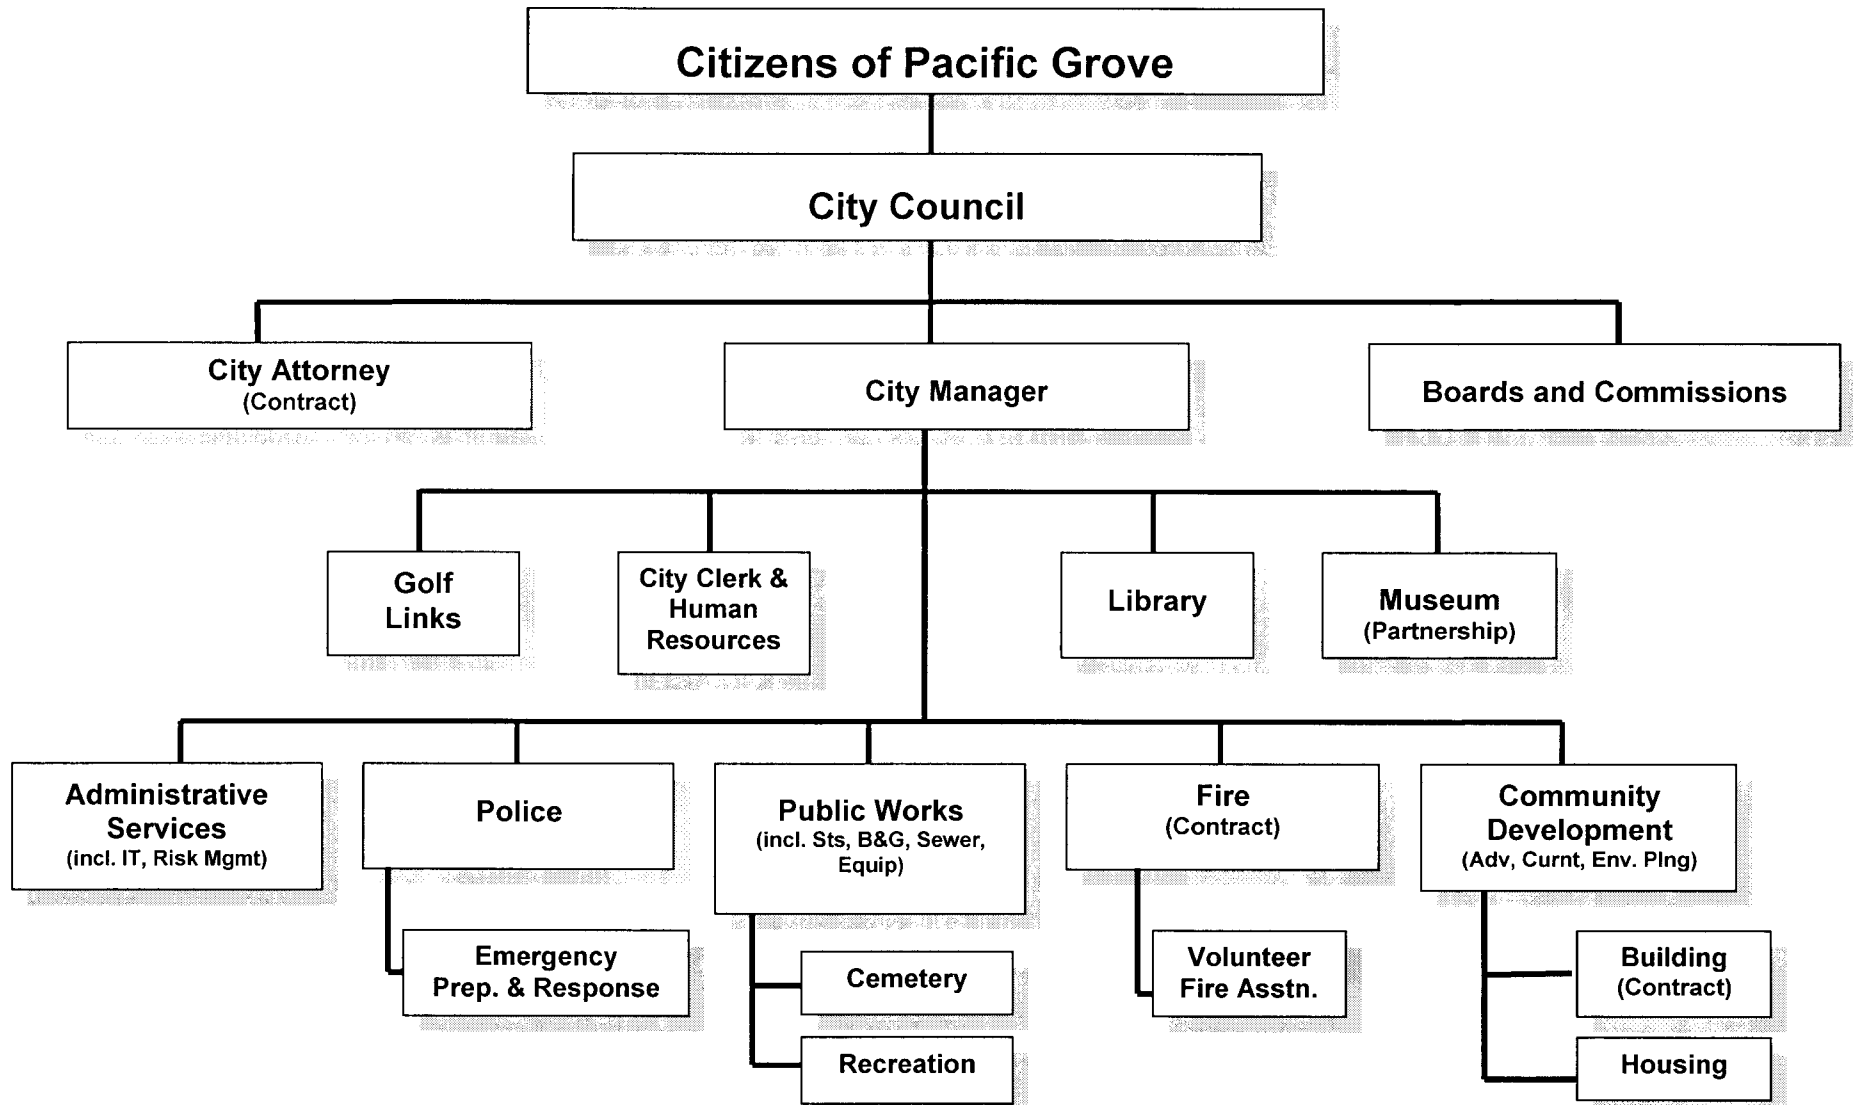 Citizens of Pacific Grove
City Council
City Attorney
(Contract)
City Manager
Boards and Commissions
Golf
Links
City Clerk &
Human
Resources
Library
Museum
(Partnership)
Administrative
Services
(incl. IT, Risk Mgmt)
Police
Public Works
(incl. Sts, B&G, Sewer,
Equip)
Fire
(Contract)
Community
Development
(Adv, Curnt, Env. Plng)
Emergency
Prep. & Response
Cemetery
Recreation
Volunteer
Fire Asstn.
Building
(Contract)
Housing